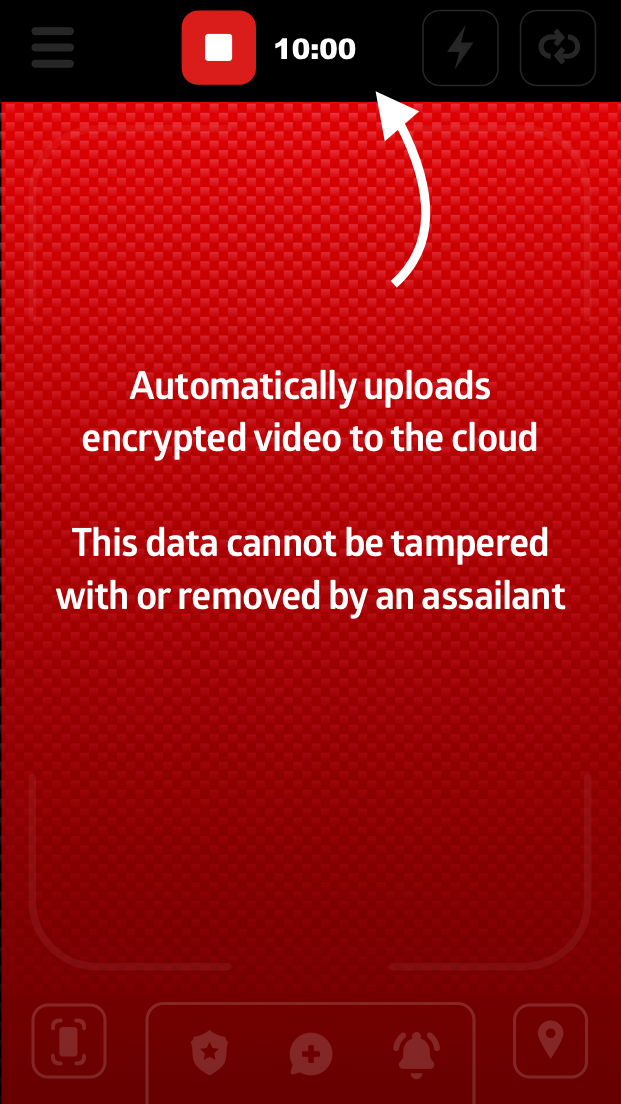 10:00
Automatically uploads
encrypted video to the cloud
This data cannot be tampered
with or removed by an assailant